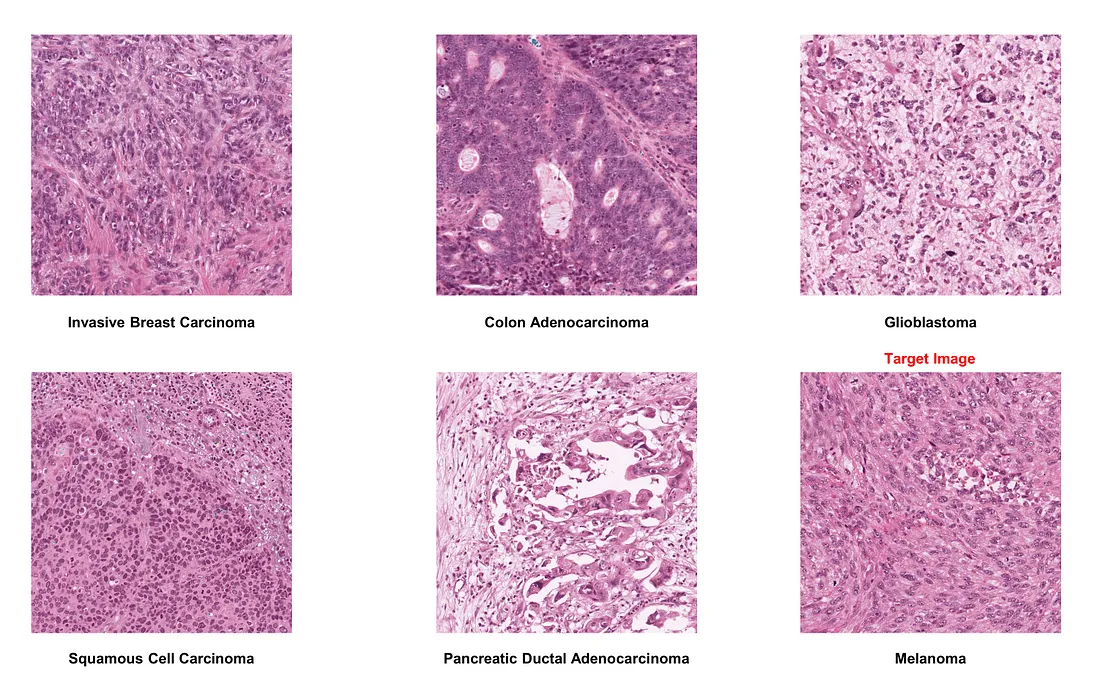 Invasive Breast Carcinoma
Colon Adenocarcinoma
Glioblastoma
Target Image
Squamous Cell Carcinoma
Pancreatic Ductal Adenocarcinoma
Melanoma